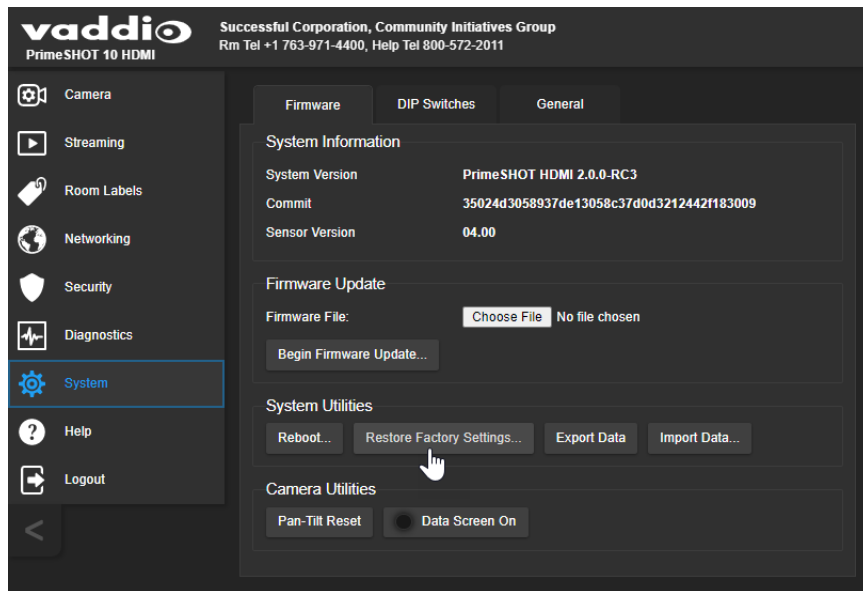 vaddio
PrimeSHOT 10 HDMI
Successful Corporation, Community Initiatives Group
Rm Tel +1 763-971-4400, Help Tel 800-572-2011
Camera
Streaming
Room Labels
Networking
Security
Diagnostics
System
Help
Logout
<
Firmware DIP Switches General
System Information
System Version PrimeSHOT HDMI 2.0.0-RC3
Commit 35024d3058937de13058c37d0d3212442f183009
Sensor Version 04.00
Firmware Update
Firmware File: Choose File No file chosen
Begin Firmware Update...
System Utilities
Reboot... Restore Factory Settings... Export Data Import Data...
Camera Utilities
Pan-Tilt Reset Data Screen On